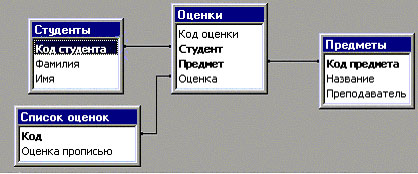 Студенты
Код студента
Фамилия
Имя
Оценки
Код оценки
Студент
Предмет
Оценка
Предметы
Код предмета
Название
Преподаватель
Список оценок
Код
Оценка прописью